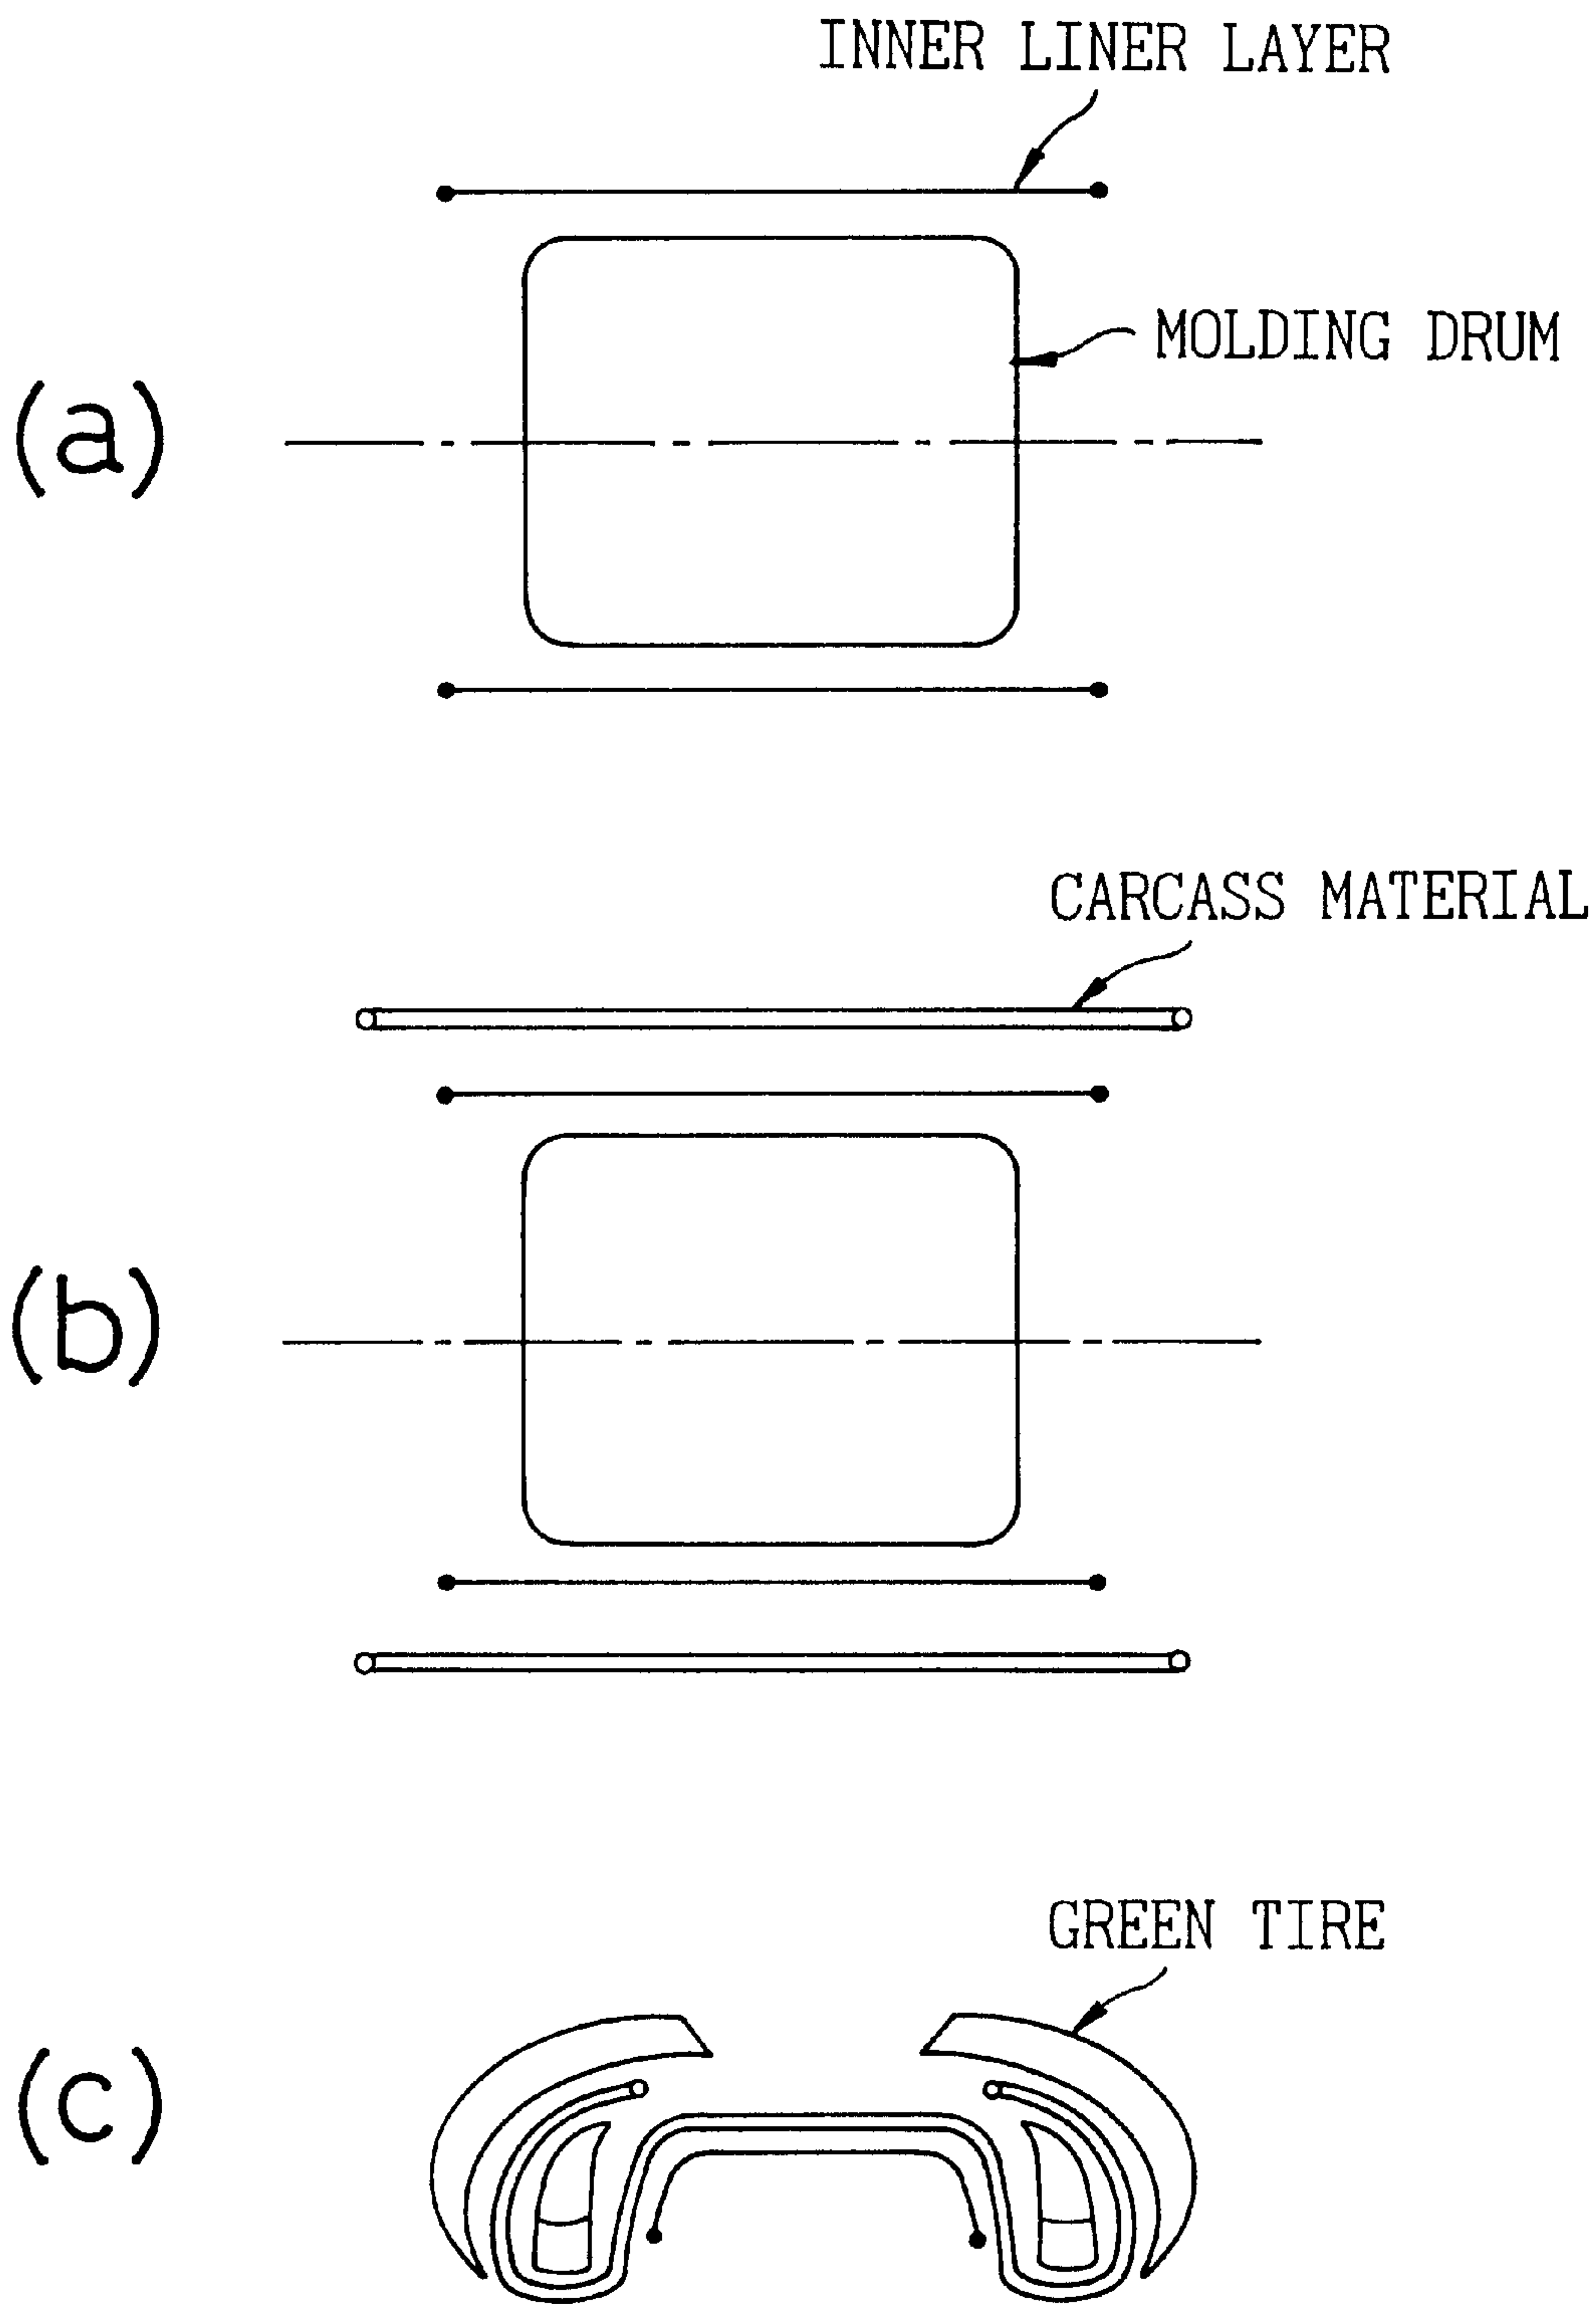 INNER LINER LAYER
MOLDING DRUM
(a)
CARCASS MATERIAL
(b)
GREEN TIRE
(c)